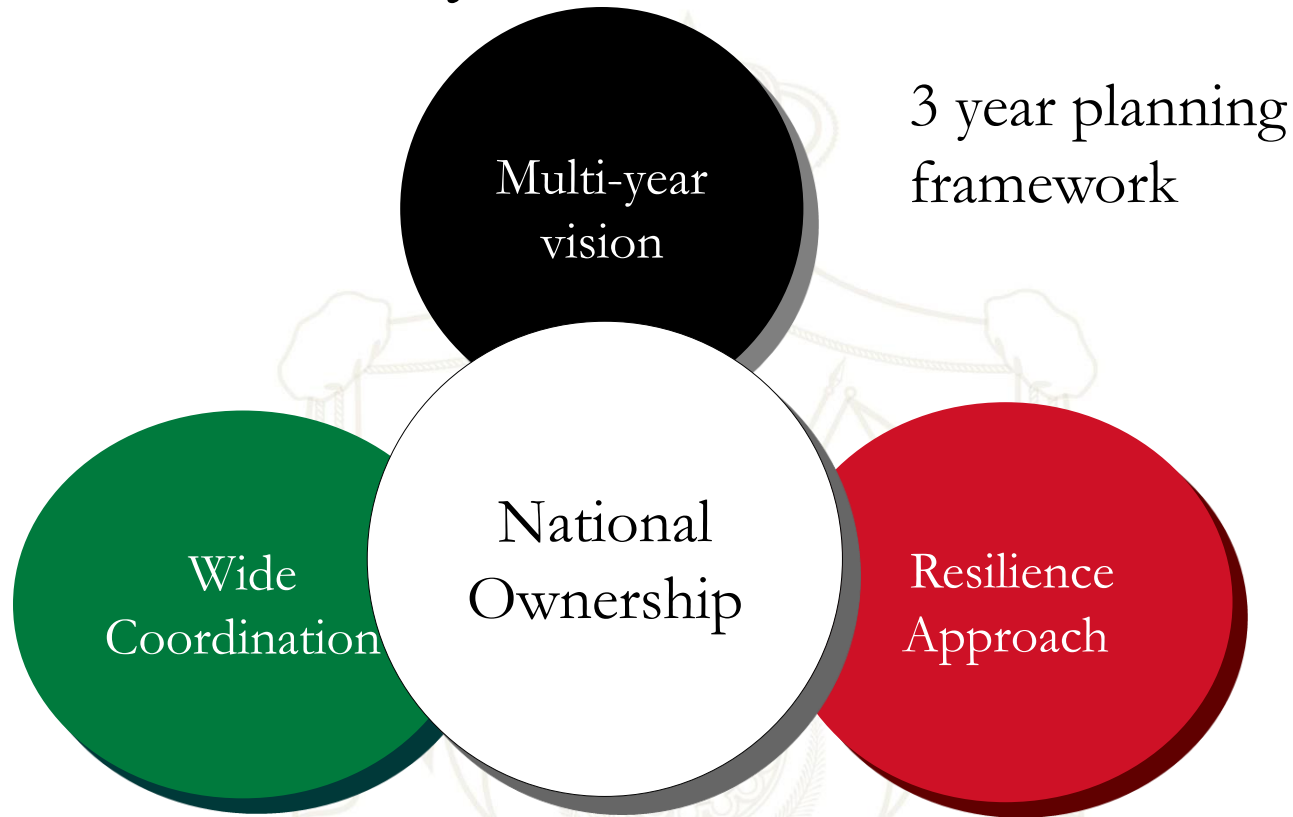 Multi-year
vision
3 year planning
framework
National
Ownership
Wide
Coordination
Resilience
Approach